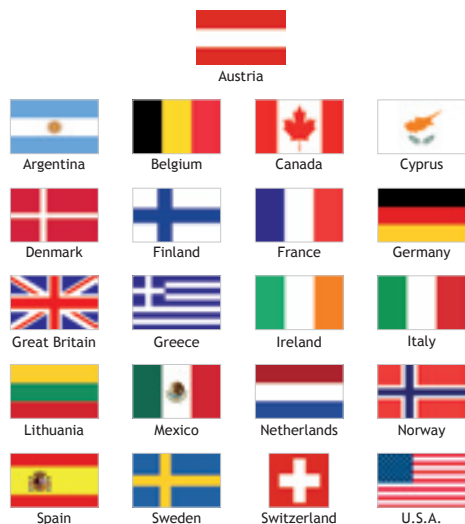 Austria
Argentina Belgium Canada Cyprus
Denmark Finland France Germany
Great Britain Greece Ireland Italy
Lithuania Mexico Netherlands Norway
Spain Sweden Switzerland U.S.A.